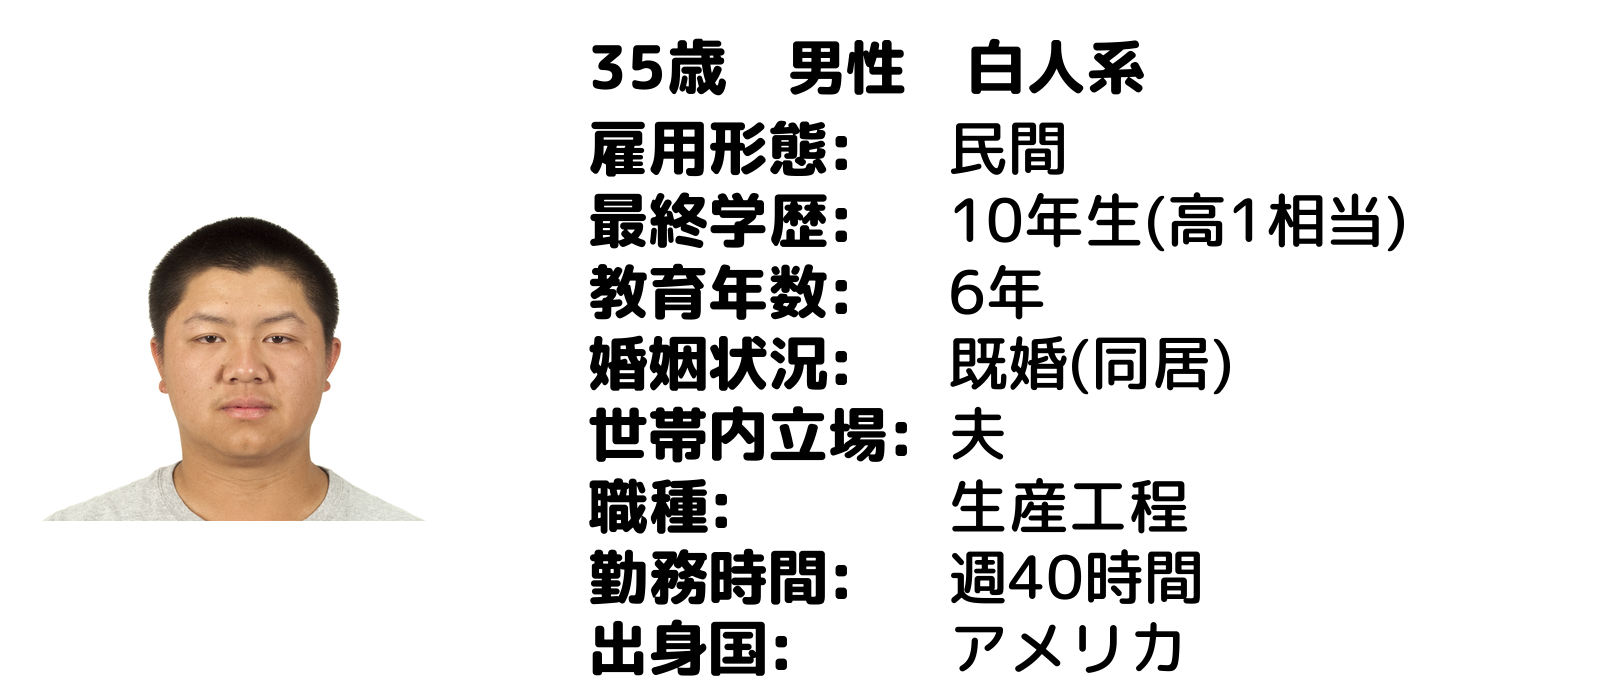 35歳　男性　白人系
雇用形態:　民間
最終学歴:　10年生(高1相当)
教育年数:　6年
婚姻状況:　既婚(同居)
世帯内立場:　夫
職種:　生産工程
勤務時間:　週40時間
出身国:　アメリカ